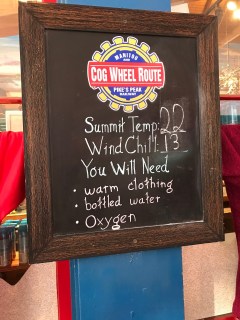 MANITOU
AND
COG WHEEL ROUTE
PIKE'S PEAK
RAILWAY
Summit Temp: 22
Wind Chill: 13
You Will Need
• warm clothing
• bottled water
• Oxygen